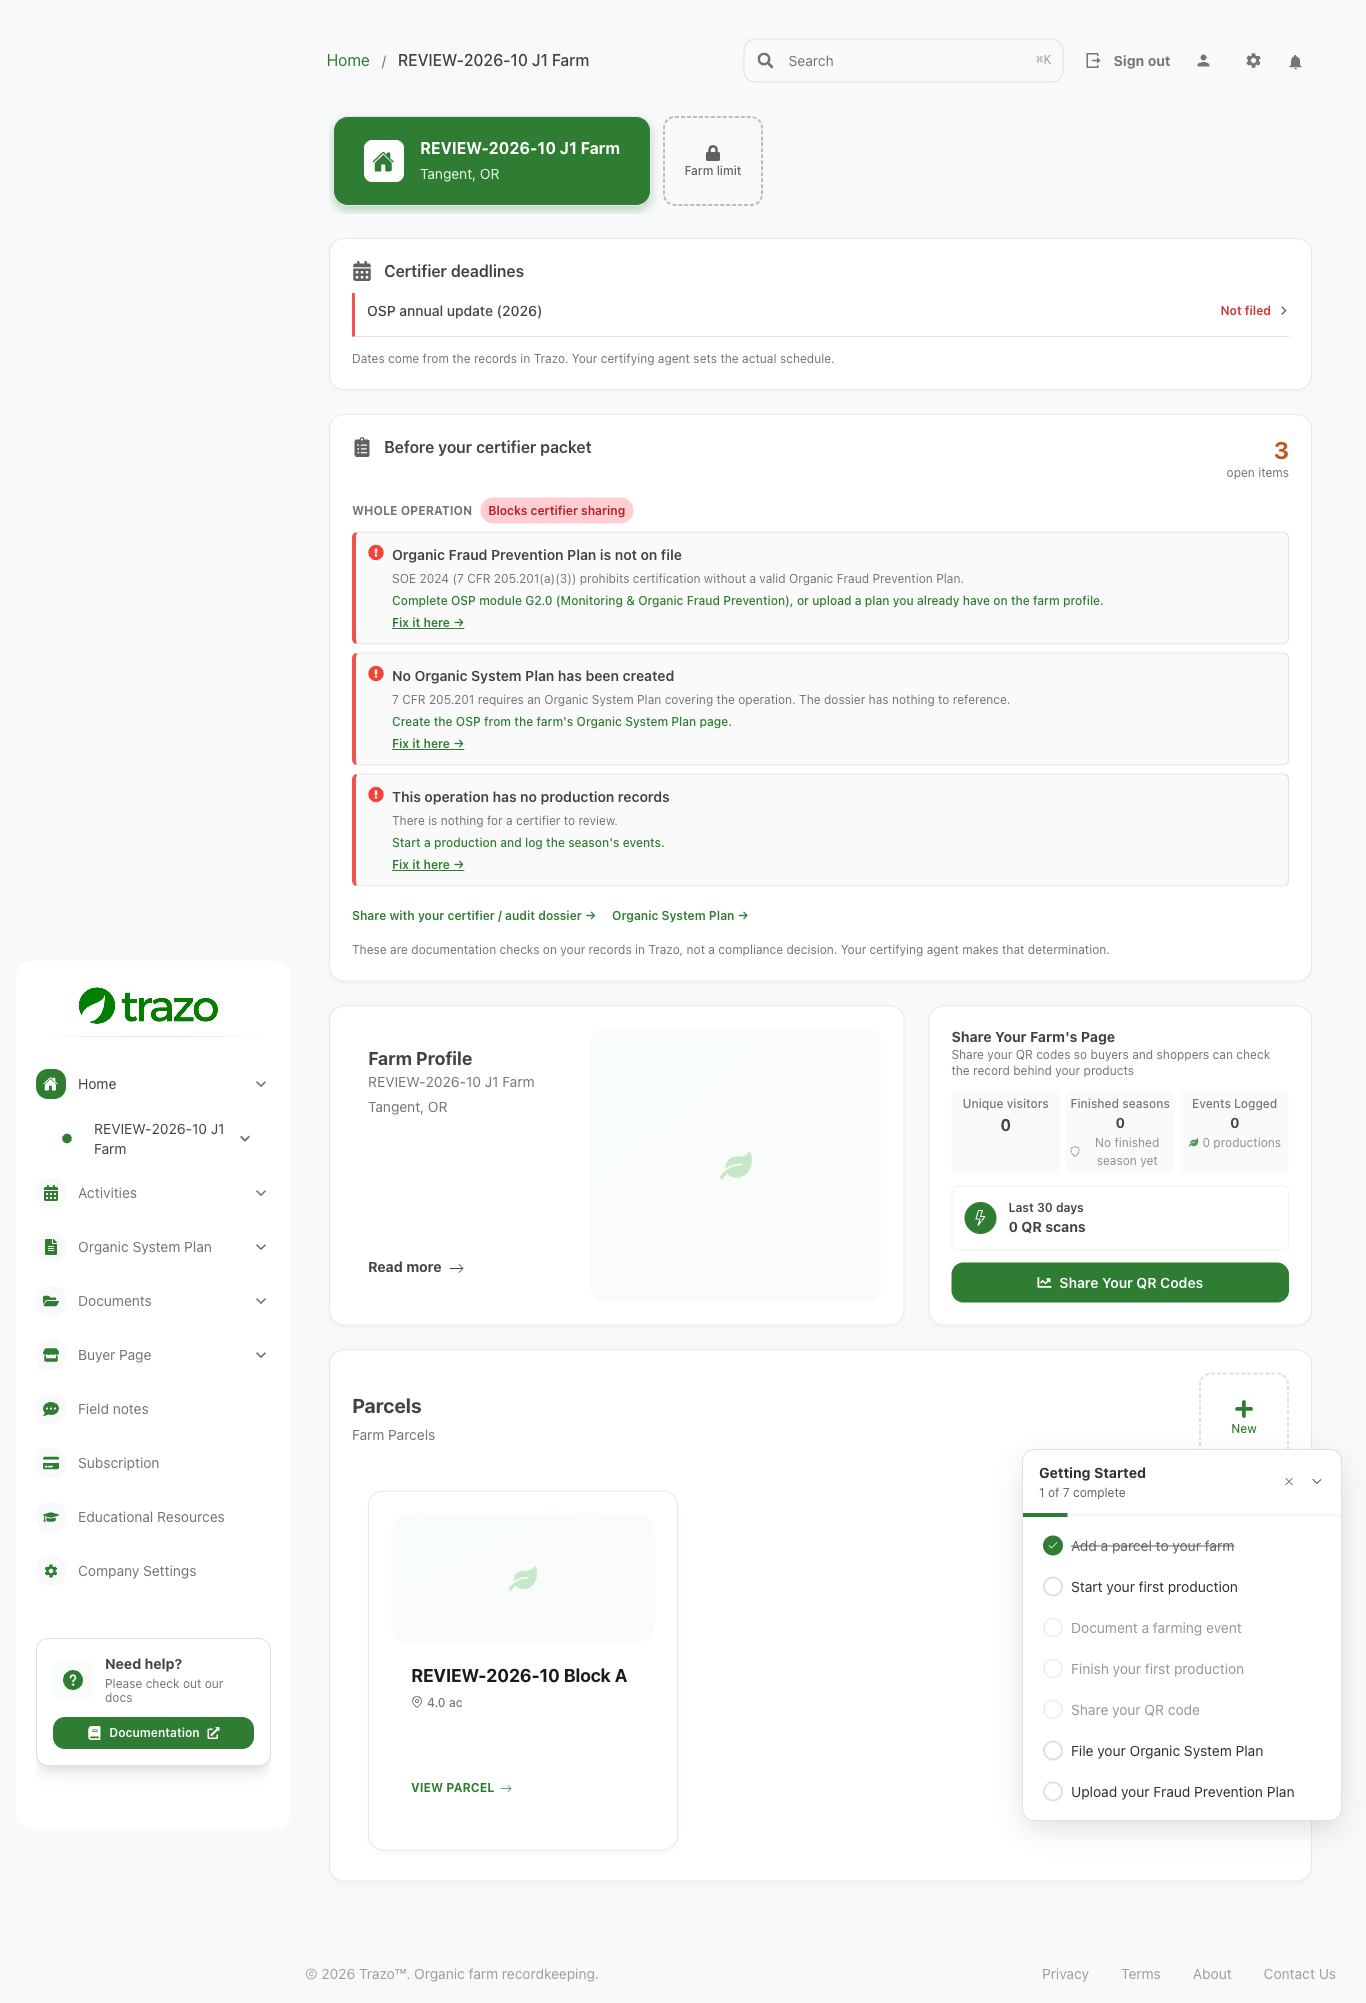 Home / REVIEW-2026-10 J1 Farm
Search ⌘K
Sign out
REVIEW-2026-10 J1 Farm
Tangent, OR
Farm limit
Certifier deadlines
OSP annual update (2026)
Not filed
Dates come from the records in Trazo. Your certifying agent sets the actual schedule.
Before your certifier packet
3
open items
WHOLE OPERATION
Blocks certifier sharing
Organic Fraud Prevention Plan is not on file
SOE 2024 (7 CFR 205.201(a)(3)) prohibits certification without a valid Organic Fraud Prevention Plan.
Complete OSP module G2.0 (Monitoring & Organic Fraud Prevention), or upload a plan you already have on the farm profile.
Fix it here →
No Organic System Plan has been created
7 CFR 205.201 requires an Organic System Plan covering the operation. The dossier has nothing to reference.
Create the OSP from the farm's Organic System Plan page.
Fix it here →
This operation has no production records
There is nothing for a certifier to review.
Start a production and log the season's events.
Fix it here →
Share with your certifier / audit dossier → Organic System Plan →
These are documentation checks on your records in Trazo, not a compliance decision. Your certifying agent makes that determination.
trazo
Home
REVIEW-2026-10 J1
Farm
Activities
Organic System Plan
Documents
Buyer Page
Field notes
Subscription
Educational Resources
Company Settings
Need help?
Please check out our
docs
Documentation
Farm Profile
REVIEW-2026-10 J1 Farm
Tangent, OR
Read more →
Share Your Farm's Page
Share your QR codes so buyers and shoppers can check
the record behind your products
Unique visitors
0
Finished seasons
0
No finished
season yet
Events Logged
0
0 productions
Last 30 days
0 QR scans
Share Your QR Codes
Parcels
Farm Parcels
New
REVIEW-2026-10 Block A
4.0 ac
VIEW PARCEL →
Getting Started
1 of 7 complete
Add a parcel to your farm
Start your first production
Document a farming event
Finish your first production
Share your QR code
File your Organic System Plan
Upload your Fraud Prevention Plan
© 2026 Trazo™. Organic farm recordkeeping.
Privacy Terms About Contact Us